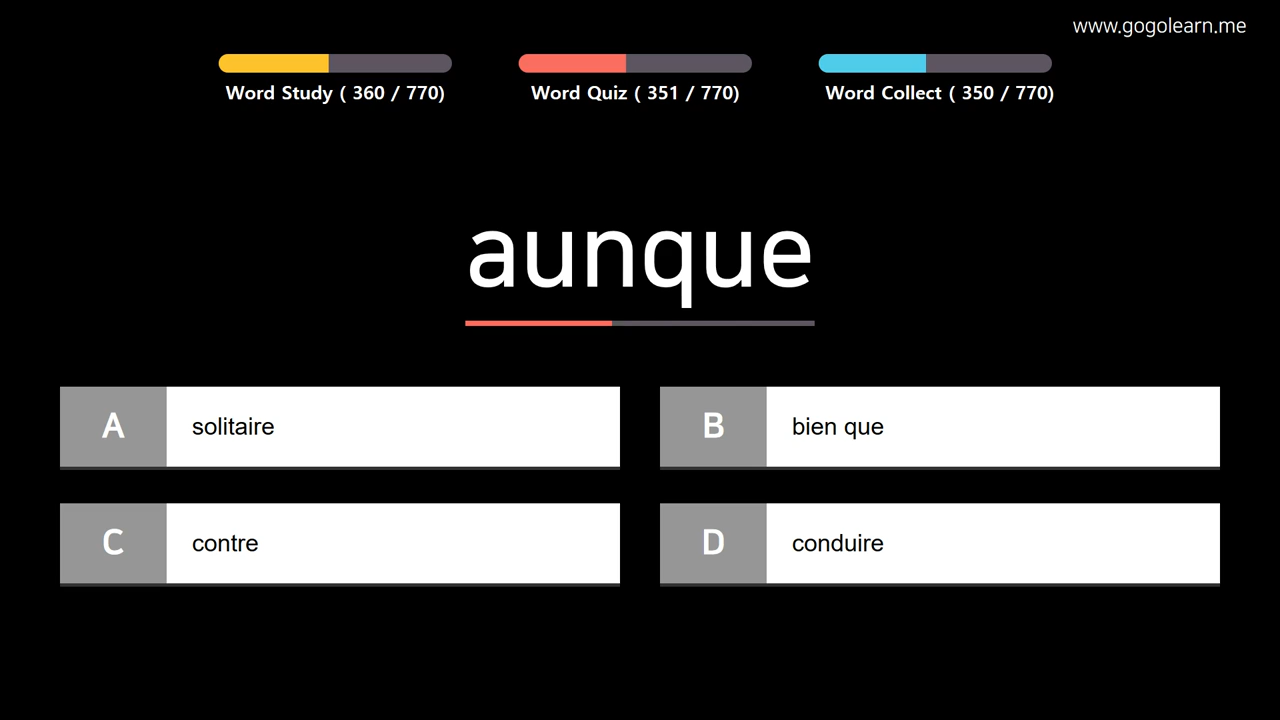 www.gogolearn.me
Word Study ( 360 / 770)
Word Quiz ( 351 / 770)
Word Collect ( 350 / 770)
aunque
A solitaire
B bien que
C contre
D conduire